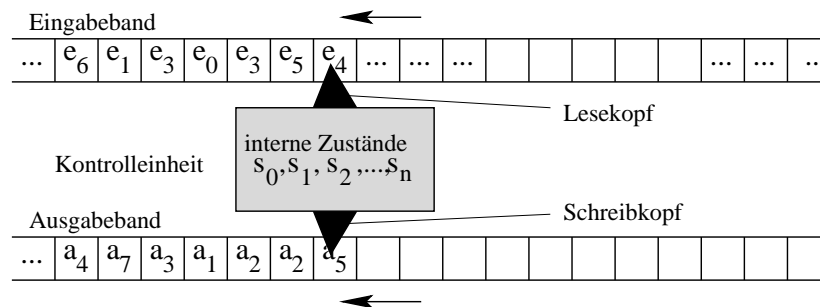 Eingabeband
... e6 e1 e3 e0 e3 e5 e4 ... ... ... ... ... ..
Lesekopf
interne Zustände
s0,s1, s2 ,...,sn
Kontrolleinheit
Schreibkopf
Ausgabeband
... a4 a7 a3 a1 a2 a2 a5